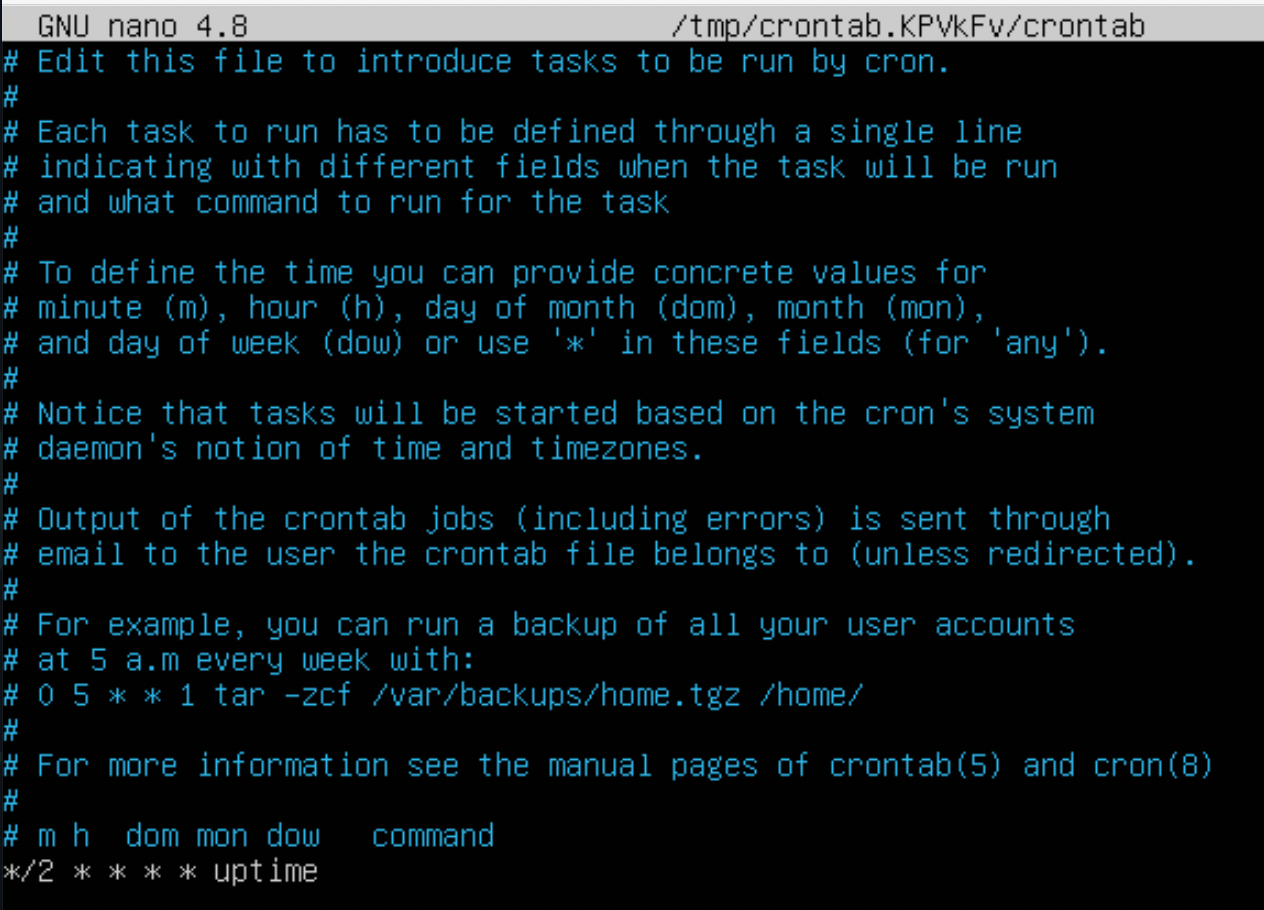 GNU nano 4.8 /tmp/crontab.KPVkFv/crontab
# Edit this file to introduce tasks to be run by cron.
#
# Each task to run has to be defined through a single line
# indicating with different fields when the task will be run
# and what command to run for the task
#
# To define the time you can provide concrete values for
# minute (m), hour (h), day of month (dom), month (mon),
# and day of week (dow) or use '*' in these fields (for 'any').
#
# Notice that tasks will be started based on the cron's system
# daemon's notion of time and timezones.
#
# Output of the crontab jobs (including errors) is sent through
# email to the user the crontab file belongs to (unless redirected).
#
# For example, you can run a backup of all your user accounts
# at 5 a.m every week with:
# 0 5 * * 1 tar -zcf /var/backups/home.tgz /home/
#
# For more information see the manual pages of crontab(5) and cron(8)
#
# m h  dom mon dow   command
*/2 * * * * uptime